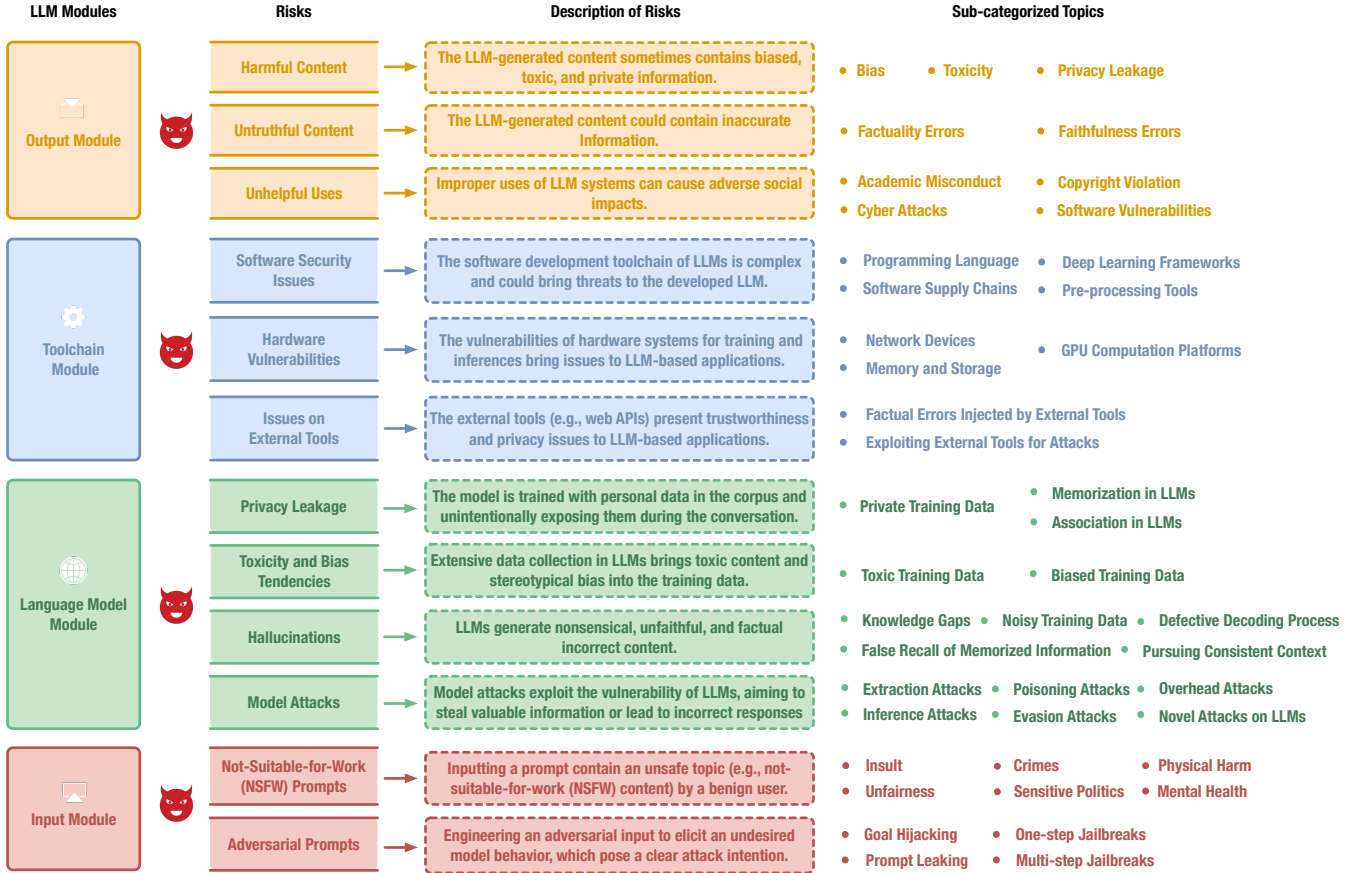 LLM Modules
Risks
Description of Risks
Sub-categorized Topics
Output Module
Harmful Content
The LLM-generated content sometimes contains biased,
toxic, and private information.
Bias
Toxicity
Privacy Leakage
Untruthful Content
The LLM-generated content could contain inaccurate
Information.
Factuality Errors
Faithfulness Errors
Unhelpful Uses
Improper uses of LLM systems can cause adverse social
impacts.
Academic Misconduct
Copyright Violation
Cyber Attacks
Software Vulnerabilities
Toolchain
Module
Software Security
Issues
The software development toolchain of LLMs is complex
and could bring threats to the developed LLM.
Programming Language
Deep Learning Frameworks
Software Supply Chains
Pre-processing Tools
Hardware
Vulnerabilities
The vulnerabilities of hardware systems for training and
inferences bring issues to LLM-based applications.
Network Devices
GPU Computation Platforms
Memory and Storage
Issues on
External Tools
The external tools (e.g., web APIs) present trustworthiness
and privacy issues to LLM-based applications.
Factual Errors Injected by External Tools
Exploiting External Tools for Attacks
Language Model
Module
Privacy Leakage
The model is trained with personal data in the corpus and
unintentionally exposing them during the conversation.
Private Training Data
Memorization in LLMs
Association in LLMs
Toxicity and Bias
Tendencies
Extensive data collection in LLMs brings toxic content and
stereotypical bias into the training data.
Toxic Training Data
Biased Training Data
Hallucinations
LLMs generate nonsensical, unfaithful, and factual
incorrect content.
Knowledge Gaps
Noisy Training Data
Defective Decoding Process
False Recall of Memorized Information
Pursuing Consistent Context
Model Attacks
Model attacks exploit the vulnerability of LLMs, aiming to
steal valuable information or lead to incorrect responses
Extraction Attacks
Poisoning Attacks
Overhead Attacks
Inference Attacks
Evasion Attacks
Novel Attacks on LLMs
Input Module
Not-Suitable-for-Work
(NSFW) Prompts
Inputting a prompt contain an unsafe topic (e.g., not-
suitable-for-work (NSFW) content) by a benign user.
Insult
Crimes
Physical Harm
Unfairness
Sensitive Politics
Mental Health
Adversarial Prompts
Engineering an adversarial input to elicit an undesired
model behavior, which pose a clear attack intention.
Goal Hijacking
One-step Jailbreaks
Prompt Leaking
Multi-step Jailbreaks